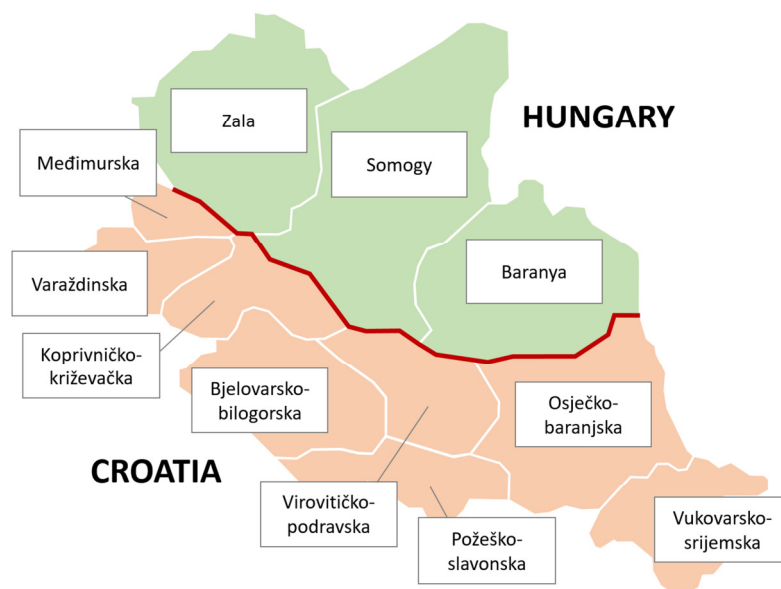 Zala
HUNGARY
Međimurska
Somogy
Varaždinska
Baranya
Koprivničko-
križevačka
Bjelovarsko-
bilogorska
Osječko-
baranjska
CROATIA
Virovitičko-
podravska
Požeško-
slavonska
Vukovarsko-
srijemska